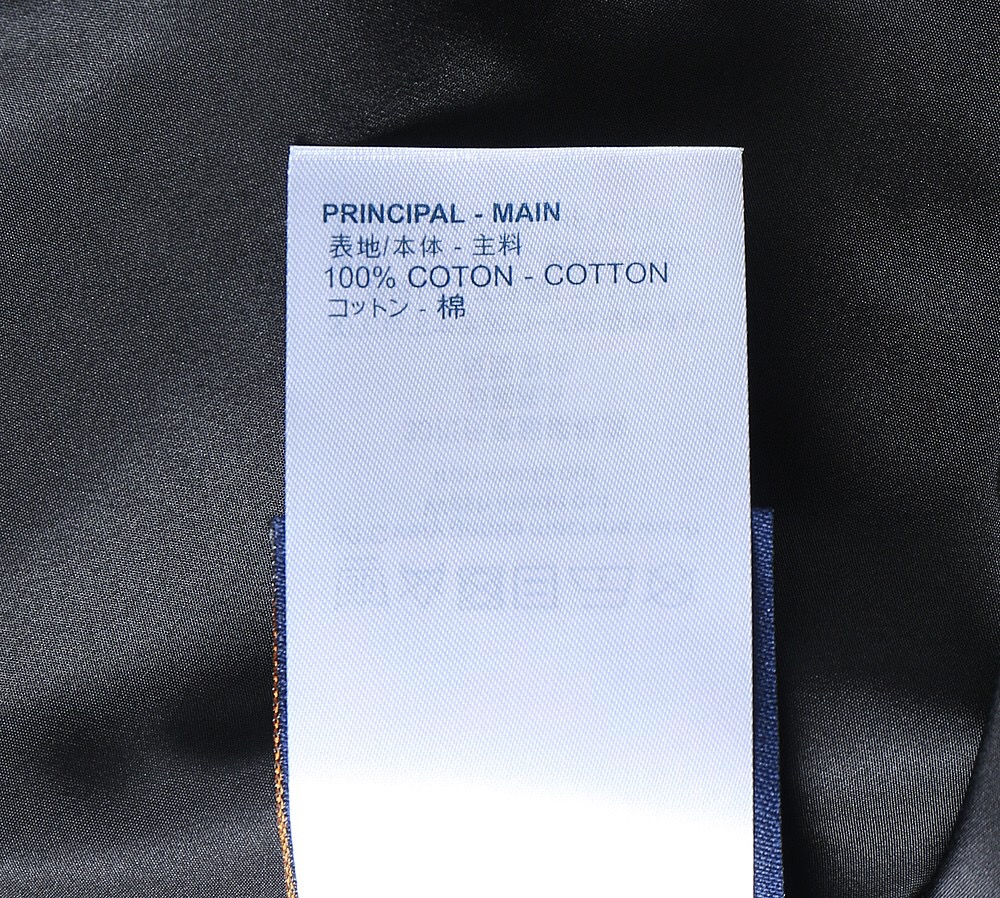 PRINCIPAL - MAIN
表地/本体 - 主料
100% COTON - COTTON
コットン - 棉